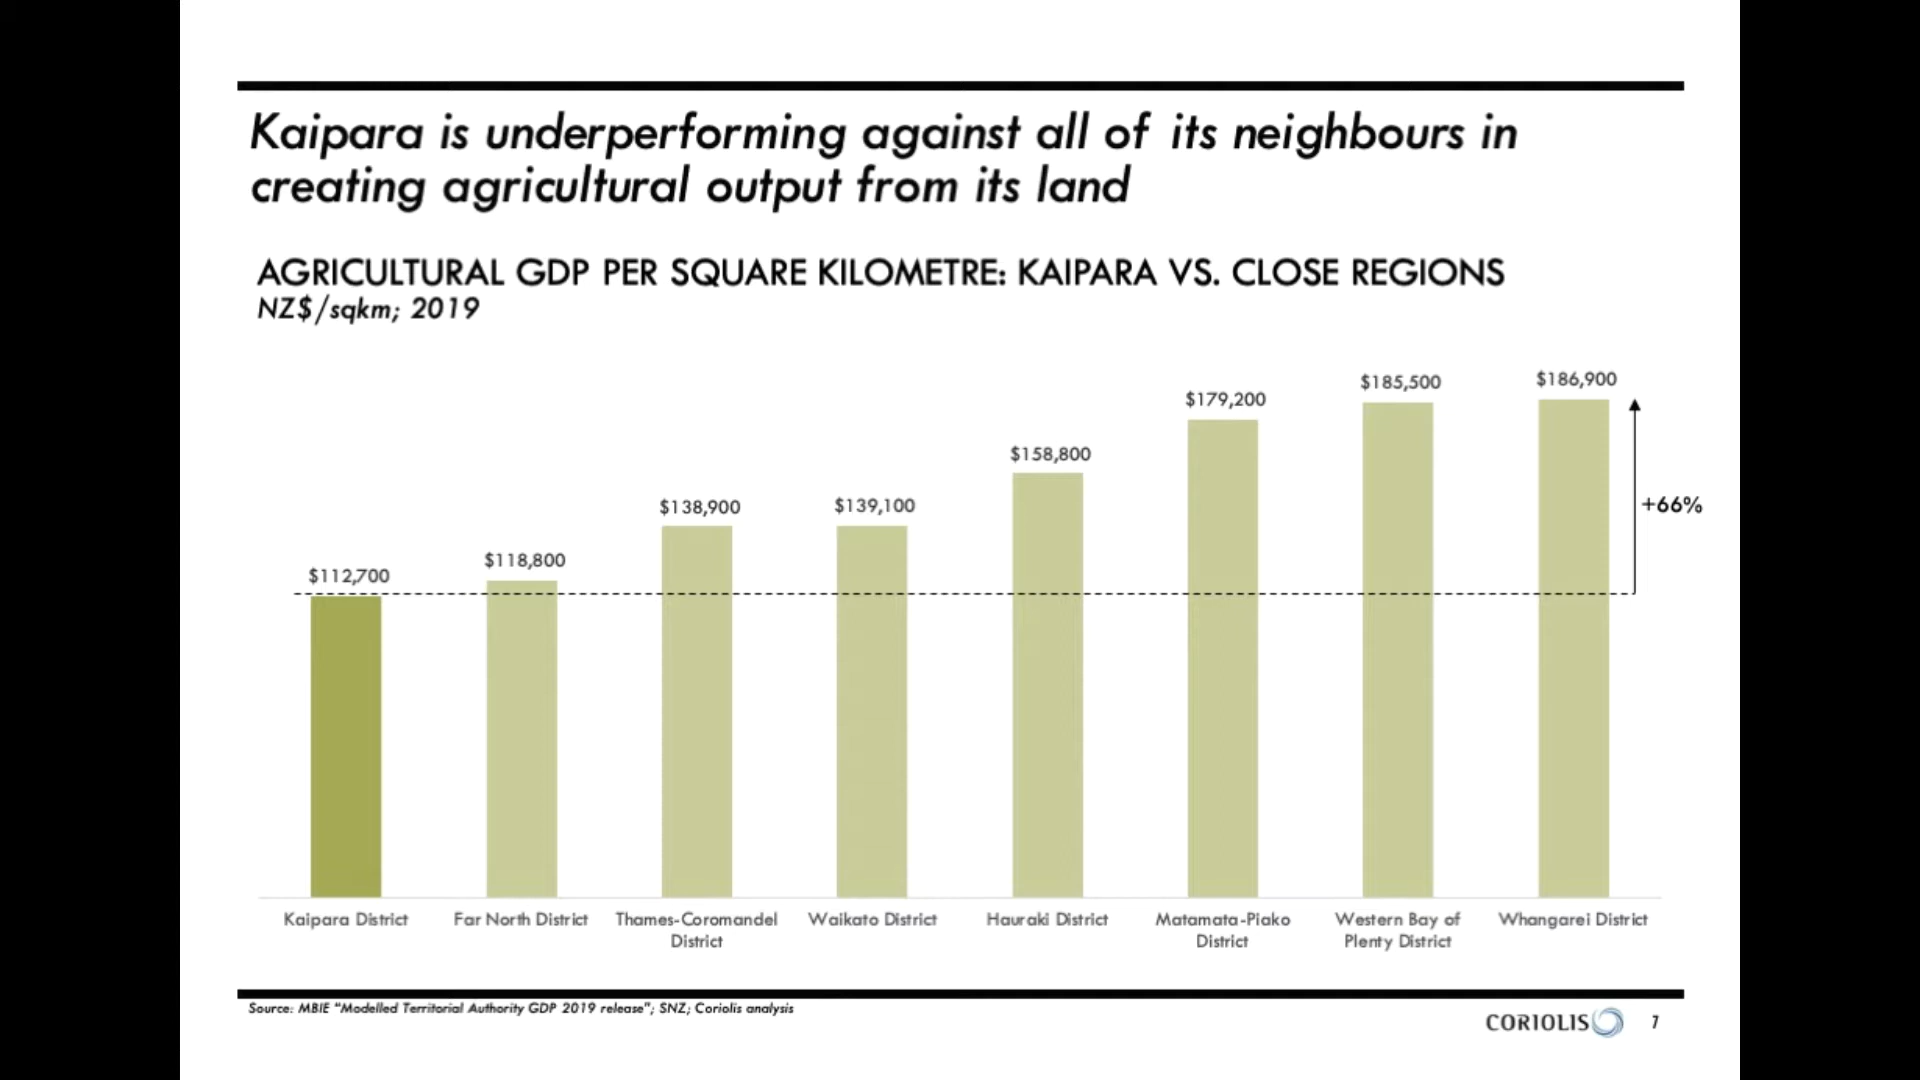 Kaipara is underperforming against all of its neighbours in
creating agricultural output from its land
AGRICULTURAL GDP PER SQUARE KILOMETRE: KAIPARA VS. CLOSE REGIONS
NZ$/sqkm; 2019
$112,700
$118,800
$138,900
$139,100
$158,800
$179,200
$185,500
$186,900
+66%
Kaipara District
Far North District
Thames-Coromandel
District
Waikato District
Hauraki District
Matamata-Piako
District
Western Bay of
Plenty District
Whangarei District
Source: MBIE "Modelled Territorial Authority GDP 2019 release"; SNZ; Coriolis analysis
CORIOLIS
7